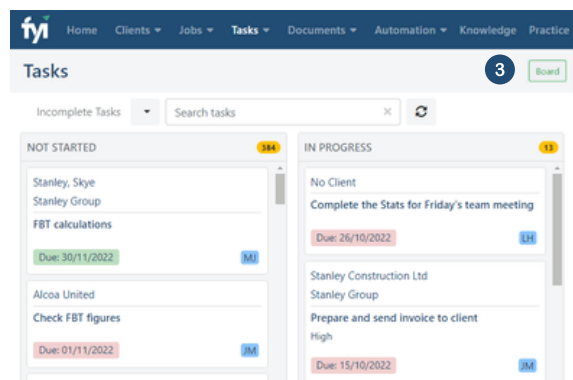 fyi Home Clients Jobs Tasks Documents Automation Knowledge Practice
Tasks 3 Board
Incomplete Tasks Search tasks
NOT STARTED 384
Stanley, Skye
Stanley Group
FBT calculations
Due: 30/11/2022 MJ
Alcoa United
Check FBT figures
Due: 01/11/2022 JM
IN PROGRESS 13
No Client
Complete the Stats for Friday's team meeting
Due: 26/10/2022 LH
Stanley Construction Ltd
Stanley Group
Prepare and send invoice to client
High
Due: 15/10/2022 JM